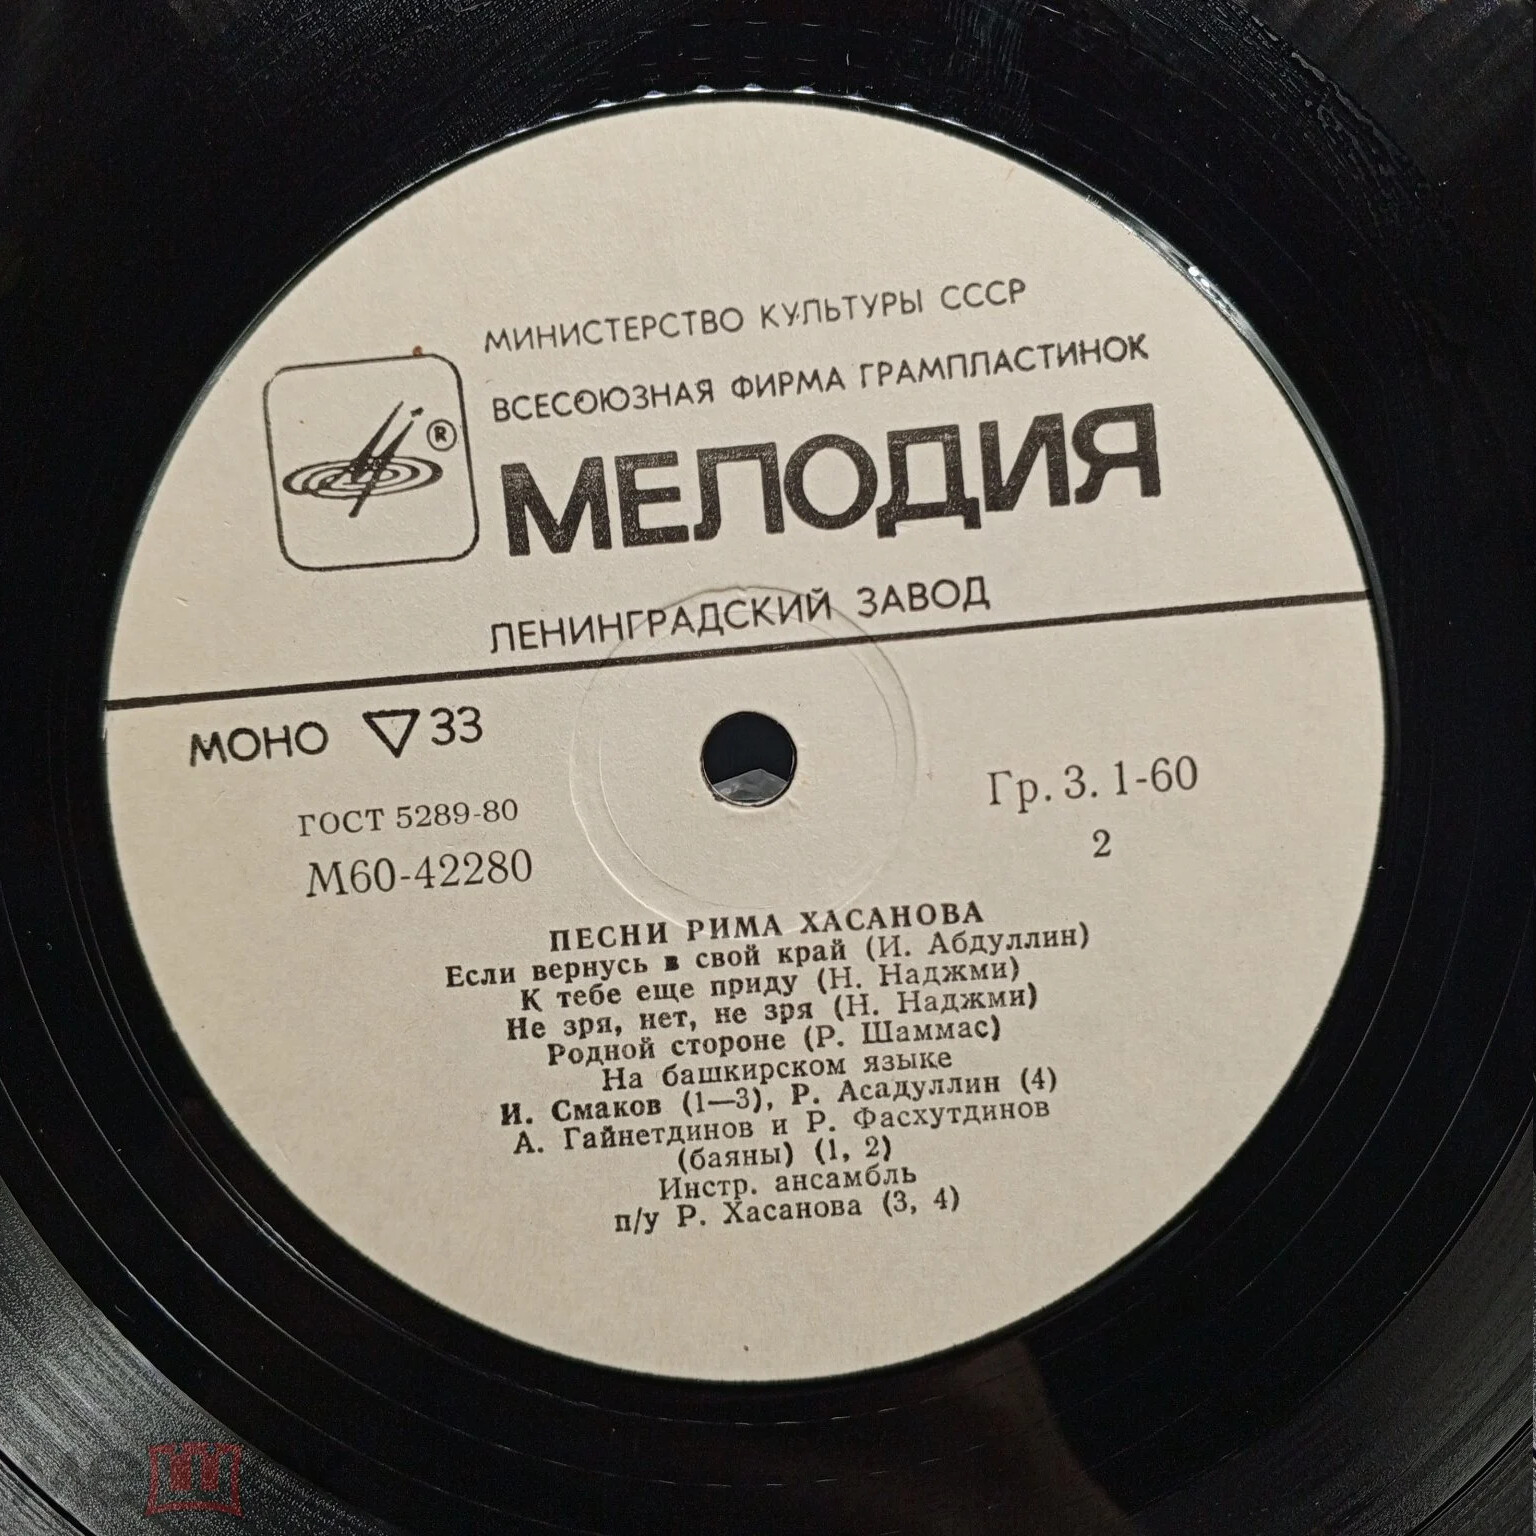 МИНИСТЕРСТВО КУЛЬТУРЫ СССР
ВСЕСОЮЗНАЯ ФИРМА ГРАМПЛАСТИНОК
®
МЕЛОДИЯ
ЛЕНИНГРАДСКИЙ ЗАВОД
МОНО ▽ 33
ГОСТ 5289-80
М60-42280
Гр. 3. 1-60
2
ПЕСНИ РИМА ХАСАНОВА
Если вернусь в свой край (И. Абдуллин)
К тебе еще приду (Н. Наджми)
Не зря, нет, не зря (Н. Наджми)
Родной стороне (Р. Шаммас)
На башкирском языке
И. Смаков (1—3), Р. Асадуллин (4)
А. Гайнетдинов и Р. Фасхутдинов
(баяны) (1, 2)
Инстр. ансамбль
п/у Р. Хасанова (3, 4)